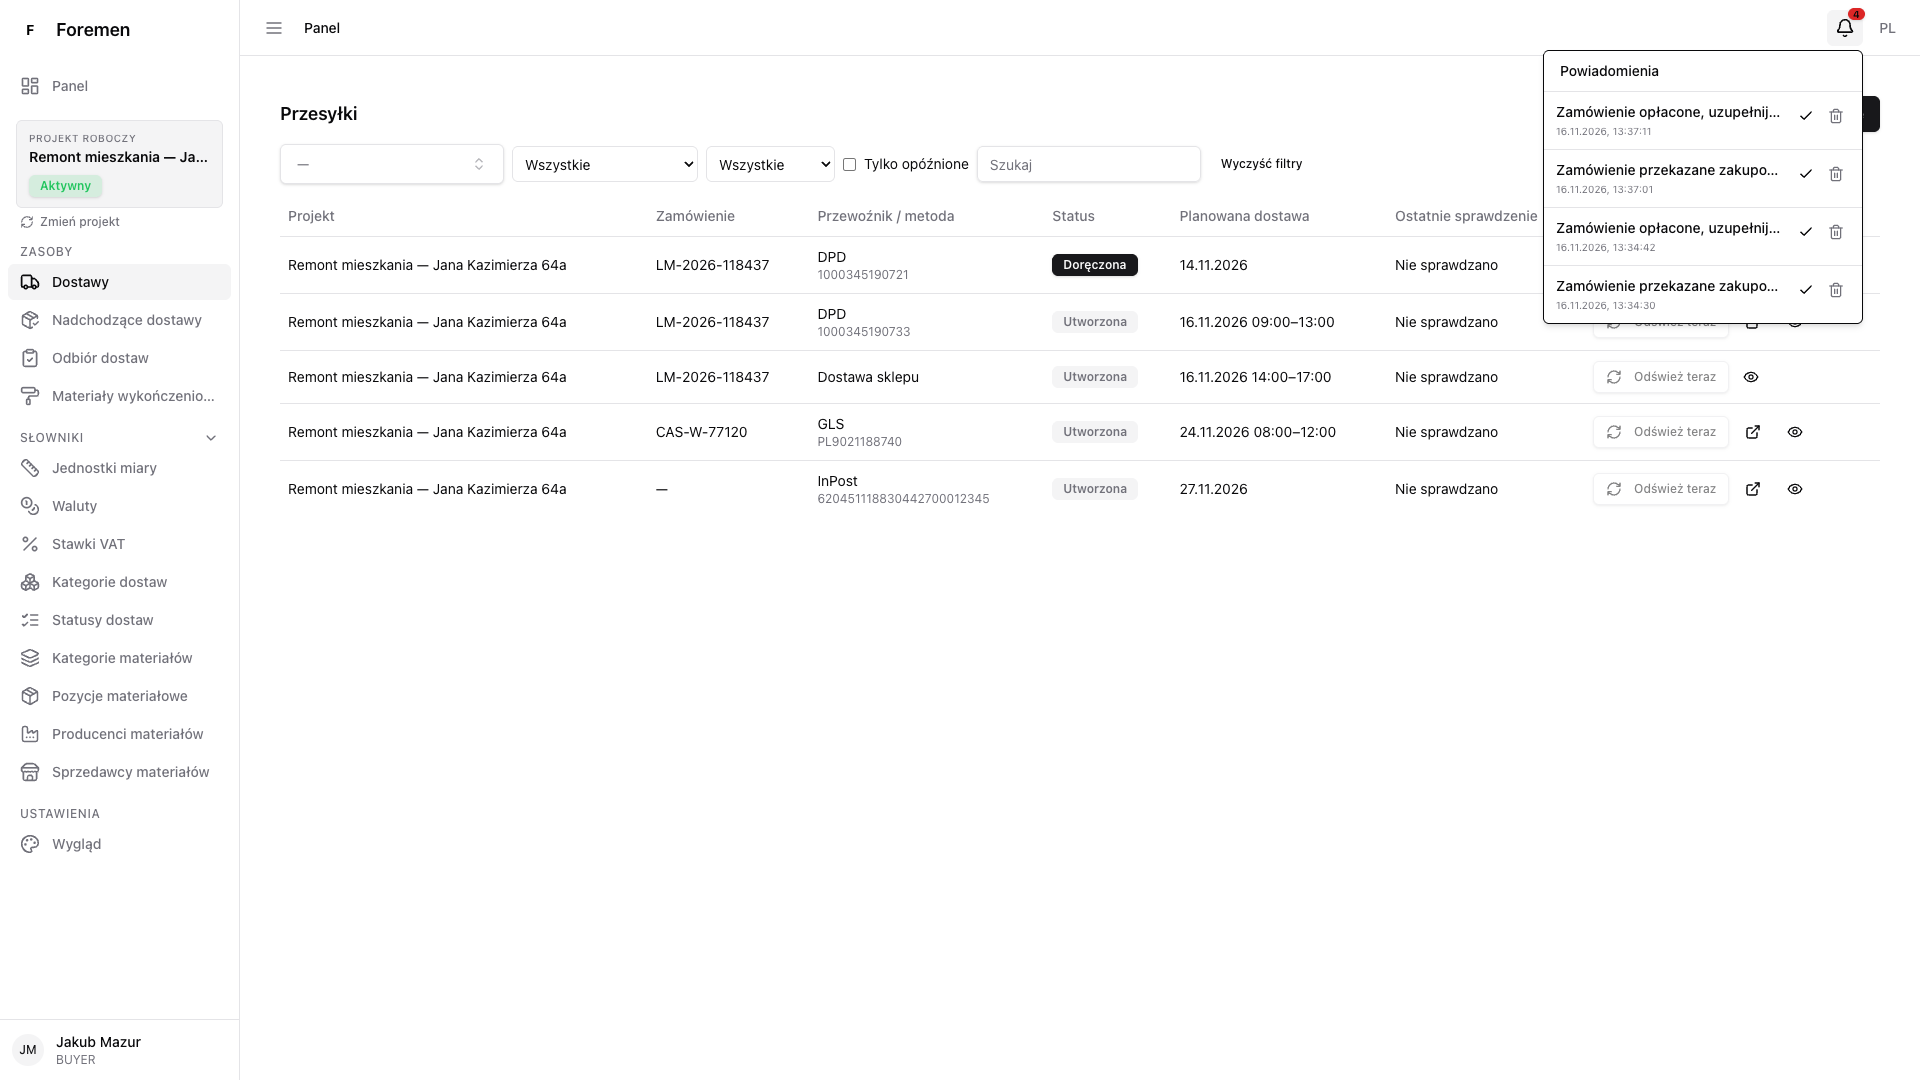 F Foremen
Panel
PL
4
Panel
PROJEKT ROBOCZY
Remont mieszkania — Ja...
Aktywny
Zmień projekt
ZASOBY
Dostawy
Nadchodzące dostawy
Odbiór dostaw
Materiały wykończenio...
SŁOWNIKI
Jednostki miary
Waluty
Stawki VAT
Kategorie dostaw
Statusy dostaw
Kategorie materiałów
Pozycje materiałowe
Producenci materiałów
Sprzedawcy materiałów
USTAWIENIA
Wygląd
JM Jakub Mazur
BUYER
Powiadomienia
Zamówienie opłacone, uzupełnij...
16.11.2026, 13:37:11
Zamówienie przekazane zakupo...
16.11.2026, 13:37:01
Zamówienie opłacone, uzupełnij...
16.11.2026, 13:34:42
Zamówienie przekazane zakupo...
16.11.2026, 13:34:30
Przesyłki
— Wszystkie Wszystkie Tylko opóźnione Szukaj Wyczyść filtry
Projekt Zamówienie Przewoźnik / metoda Status Planowana dostawa Ostatnie sprawdzenie
Remont mieszkania — Jana Kazimierza 64a LM-2026-118437 DPD Doręczona 14.11.2026 Nie sprawdzano
1000345190721
Remont mieszkania — Jana Kazimierza 64a LM-2026-118437 DPD Utworzona 16.11.2026 09:00–13:00 Nie sprawdzano
1000345190733
Remont mieszkania — Jana Kazimierza 64a LM-2026-118437 Dostawa sklepu Utworzona 16.11.2026 14:00–17:00 Nie sprawdzano Odśwież teraz
Remont mieszkania — Jana Kazimierza 64a CAS-W-77120 GLS Utworzona 24.11.2026 08:00–12:00 Nie sprawdzano Odśwież teraz
PL9021188740
Remont mieszkania — Jana Kazimierza 64a — InPost Utworzona 27.11.2026 Nie sprawdzano Odśwież teraz
620451118830442700012345